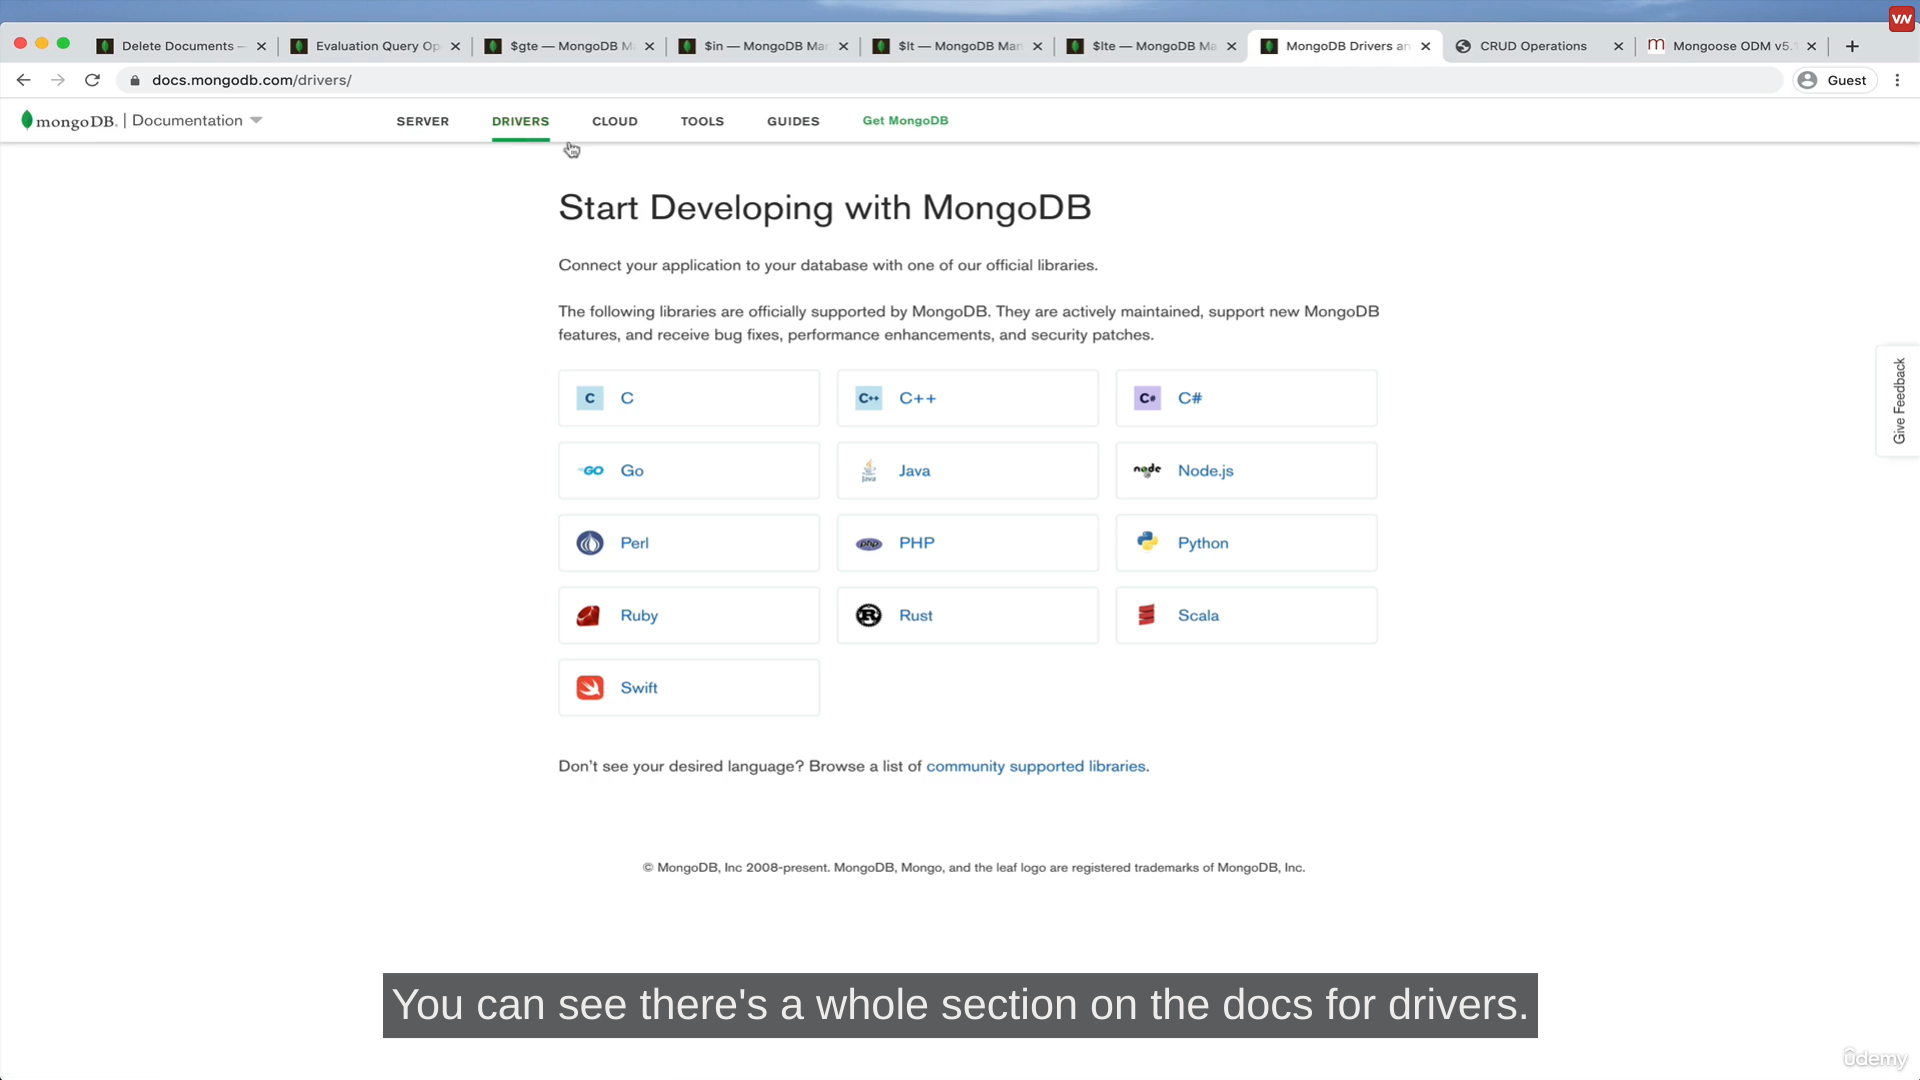 Delete Documents —
Evaluation Query Op
$gte — MongoDB M
$in — MongoDB Mar
$lt — MongoDB Man
$lte — MongoDB Ma
MongoDB Drivers an
CRUD Operations
Mongoose ODM v5.
docs.mongodb.com/drivers/
Guest
mongoDB. | Documentation
SERVER
DRIVERS
CLOUD
TOOLS
GUIDES
Get MongoDB
Start Developing with MongoDB
Connect your application to your database with one of our official libraries.
The following libraries are officially supported by MongoDB. They are actively maintained, support new MongoDB
features, and receive bug fixes, performance enhancements, and security patches.
C C
C++ C++
C# C#
GO Go
Java Java
node Node.js
Perl
php PHP
Python
Ruby
R Rust
Scala
Swift
Don't see your desired language? Browse a list of community supported libraries.
© MongoDB, Inc 2008-present. MongoDB, Mongo, and the leaf logo are registered trademarks of MongoDB, Inc.
Give Feedback
You can see there's a whole section on the docs for drivers.
ûdemy